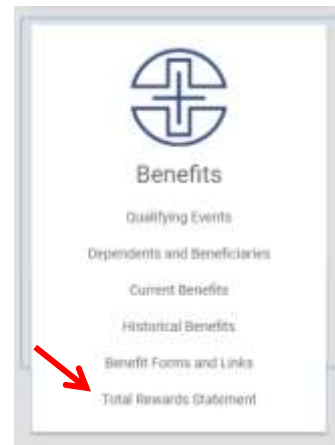 Benefits
Qualifying Events
Dependents and Beneficiaries
Current Benefits
Historical Benefits
Benefit Forms and Links
Total Rewards Statement